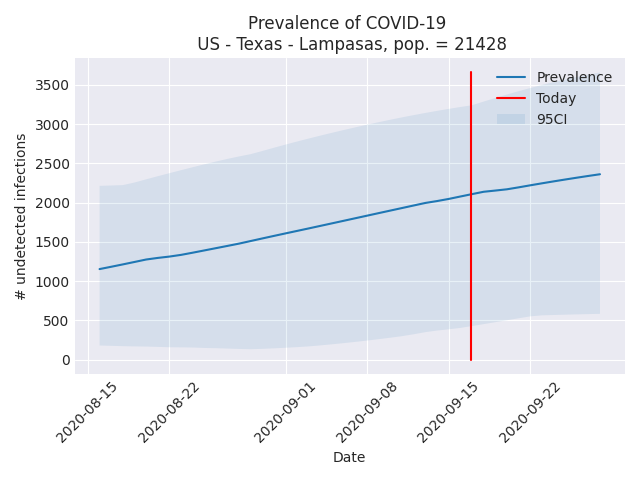 Prevalence of COVID-19
US - Texas - Lampasas, pop. = 21428
# undetected infections
3500
3000
2500
2000
1500
1000
500
0
Prevalence
Today
95CI
2020-08-15
2020-08-22
2020-09-01
2020-09-08
2020-09-15
2020-09-22
Date